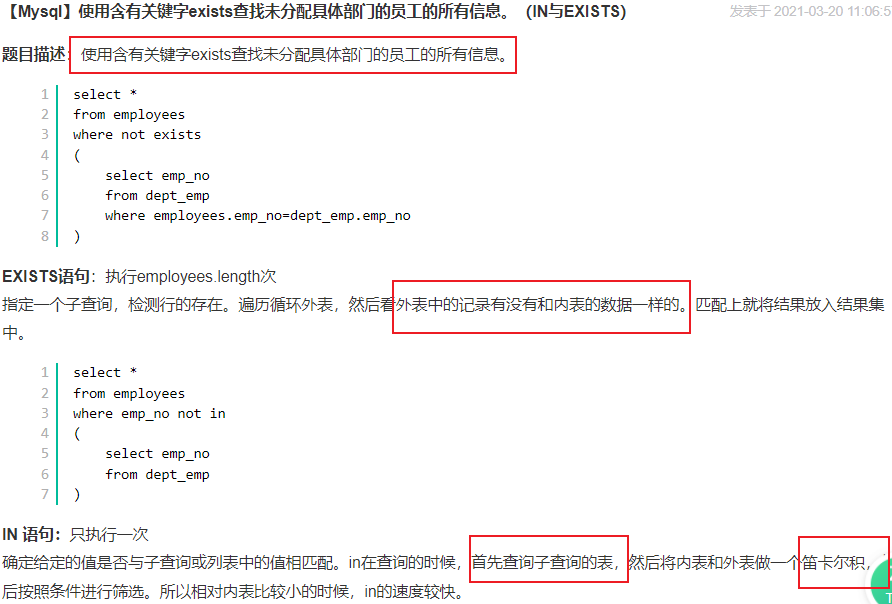 【Mysql】使用含有关键字exists查找未分配具体部门的员工的所有信息。（IN与EXISTS） 发表于 2021-03-20 11:06:5
题目描述：使用含有关键字exists查找未分配具体部门的员工的所有信息。
1 select *
2 from employees
3 where not exists
4 (
5 select emp_no
6 from dept_emp
7 where employees.emp_no=dept_emp.emp_no
8 )
EXISTS语句：执行employees.length次
指定一个子查询，检测行的存在。遍历循环外表，然后看外表中的记录有没有和内表的数据一样的。匹配上就将结果放入结果集
中。
1 select *
2 from employees
3 where emp_no not in
4 (
5 select emp_no
6 from dept_emp
7 )
IN 语句：只执行一次
确定给定的值是否与子查询或列表中的值相匹配。in在查询的时候，首先查询子查询的表，然后将内表和外表做一个笛卡尔积，
后按照条件进行筛选。所以相对内表比较小的时候，in的速度较快。